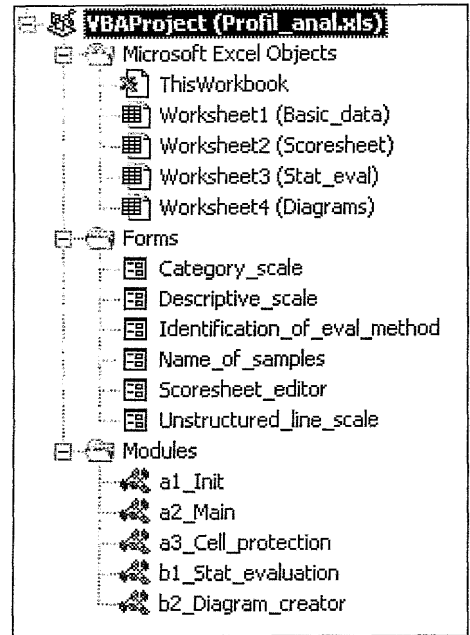 VBAProject (Profil_anal.xls)
Microsoft Excel Objects
ThisWorkbook
Worksheet1 (Basic_data)
Worksheet2 (Scoresheet)
Worksheet3 (Stat_eval)
Worksheet4 (Diagrams)
Forms
Category_scale
Descriptive_scale
Identification_of_eval_method
Name_of_samples
Scoresheet_editor
Unstructured_line_scale
Modules
a1_Init
a2_Main
a3_Cell_protection
b1_Stat_evaluation
b2_Diagram_creator